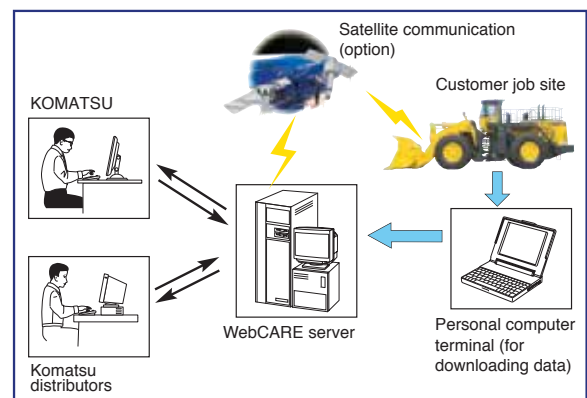 Satellite communication
(option)
Customer job site
KOMATSU
WebCARE server
Personal computer
terminal (for
downloading data)
Komatsu
distributors